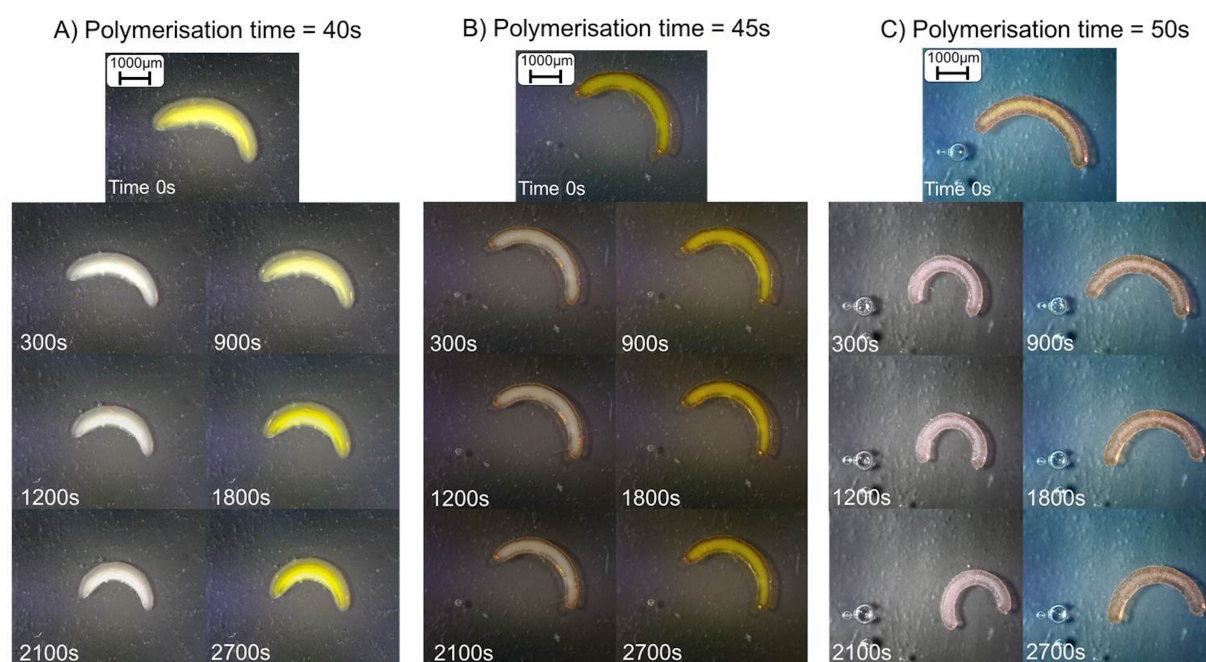 A) Polymerisation time = 40s
1000µm
Time 0s
300s
900s
1200s
1800s
2100s
2700s
B) Polymerisation time = 45s
1000µm
Time 0s
300s
900s
1200s
1800s
2100s
2700s
C) Polymerisation time = 50s
1000µm
Time 0s
300s
900s
1200s
1800s
2100s
2700s